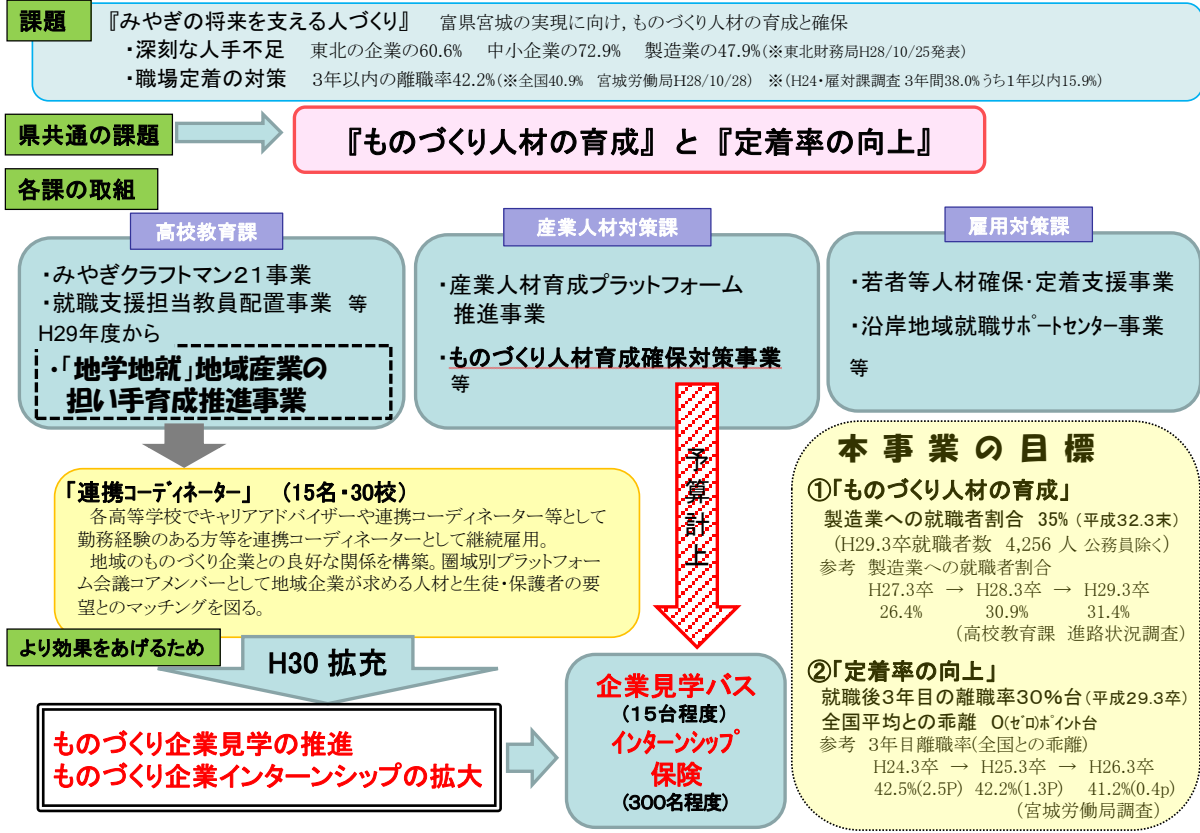 課題
『みやぎの将来を支える人づくり』 富県宮城の実現に向け，ものづくり人材の育成と確保
・深刻な人手不足 東北の企業の60.6% 中小企業の72.9% 製造業の47.9%(※東北財務局H28/10/25発表)
・職場定着の対策 3年以内の離職率42.2%(※全国40.9% 宮城労働局H28/10/28) ※(H24・雇対課調査 3年間38.0%うち1年以内15.9%)
県共通の課題
『ものづくり人材の育成』 と 『定着率の向上』
各課の取組
高校教育課
・みやぎクラフトマン21事業
・就職支援担当教員配置事業 等
H29年度から
・「地学地就」地域産業の
担い手育成推進事業
産業人材対策課
・産業人材育成プラットフォーム
推進事業
・ものづくり人材育成確保対策事業
等
雇用対策課
・若者等人材確保・定着支援事業
・沿岸地域就職サポートセンター事業
等
予算計上
「連携コーディネーター」 (15名・30校)
各高等学校でキャリアアドバイザーや連携コーディネーター等として
勤務経験のある方等を連携コーディネーターとして継続雇用。
地域のものづくり企業との良好な関係を構築。圏域別プラットフォー
ム会議コアメンバーとして地域企業が求める人材と生徒・保護者の要
望とのマッチングを図る。
より効果をあげるため
H30 拡充
ものづくり企業見学の推進
ものづくり企業インターンシップの拡大
企業見学バス
(15台程度)
インターンシップ
保険
(300名程度)
本事業の目標
①「ものづくり人材の育成」
製造業への就職者割合 35% (平成32.3末)
(H29.3卒就職者数 4,256 人 公務員除く)
参考 製造業への就職者割合
H27.3卒 → H28.3卒 → H29.3卒
26.4% 30.9% 31.4%
(高校教育課 進路状況調査)
②「定着率の向上」
就職後3年目の離職率30%台(平成29.3卒)
全国平均との乖離 0(ゼロ)ポイント台
参考 3年目離職率(全国との乖離)
H24.3卒 → H25.3卒 → H26.3卒
42.5%(2.5P) 42.2%(1.3P) 41.2%(0.4p)
(宮城労働局調査)